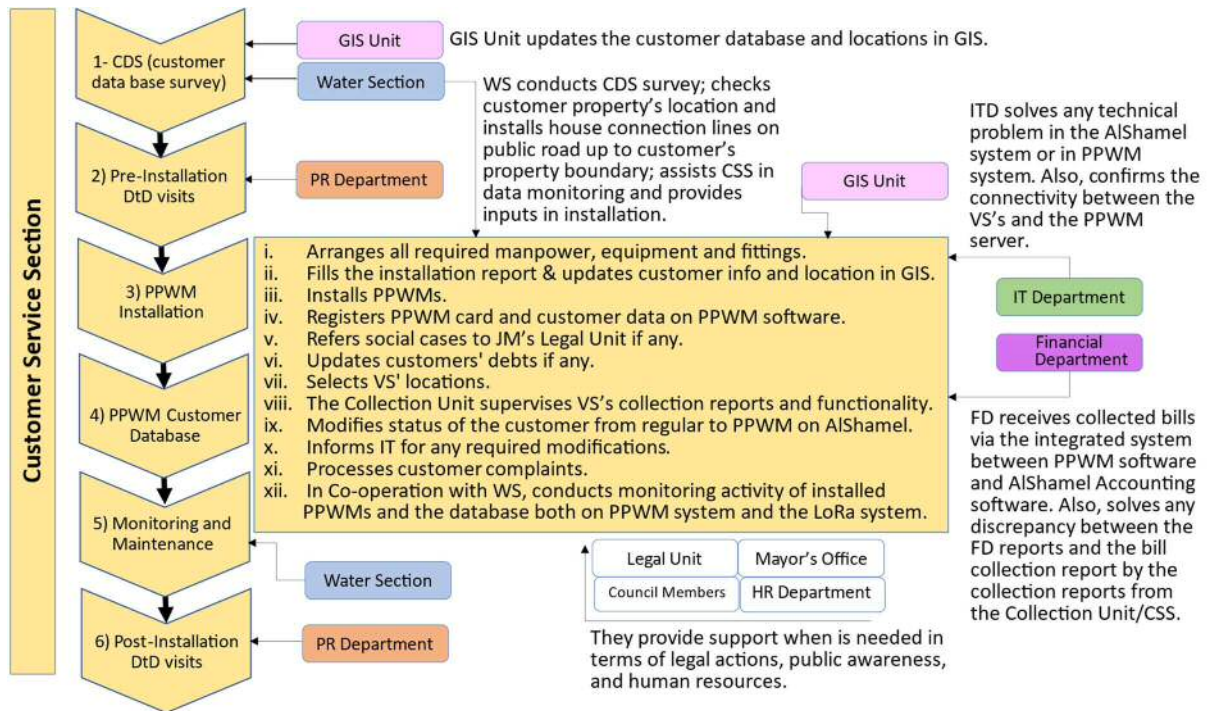 Customer Service Section
1- CDS (customer
data base survey)
2) Pre-Installation
DtD visits
3) PPWM
Installation
4) PPWM Customer
Database
5) Monitoring and
Maintenance
6) Post-Installation
DtD visits
GIS Unit
GIS Unit updates the customer database and locations in GIS.
Water Section
WS conducts CDS survey; checks
customer property's location and
installs house connection lines on
public road up to customer's
property boundary; assists CSS in
data monitoring and provides
inputs in installation.
PR Department
GIS Unit
ITD solves any technical
problem in the AlShamel
system or in PPWM
system. Also, confirms the
connectivity between the
VS's and the PPWM
server.
i. Arranges all required manpower, equipment and fittings.
ii. Fills the installation report & updates customer info and location in GIS.
iii. Installs PPWMs.
iv. Registers PPWM card and customer data on PPWM software.
v. Refers social cases to JM's Legal Unit if any.
vi. Updates customers' debts if any.
vii. Selects VS' locations.
viii. The Collection Unit supervises VS's collection reports and functionality.
ix. Modifies status of the customer from regular to PPWM on AlShamel.
x. Informs IT for any required modifications.
xi. Processes customer complaints.
xii. In Co-operation with WS, conducts monitoring activity of installed
PPWMs and the database both on PPWM system and the LoRa system.
IT Department
Financial
Department
FD receives collected bills
via the integrated system
between PPWM software
and AlShamel Accounting
software. Also, solves any
discrepancy between the
FD reports and the bill
collection report by the
collection reports from
the Collection Unit/CSS.
Water Section
PR Department
Legal Unit
Mayor's Office
Council Members
HR Department
They provide support when is needed in
terms of legal actions, public awareness,
and human resources.